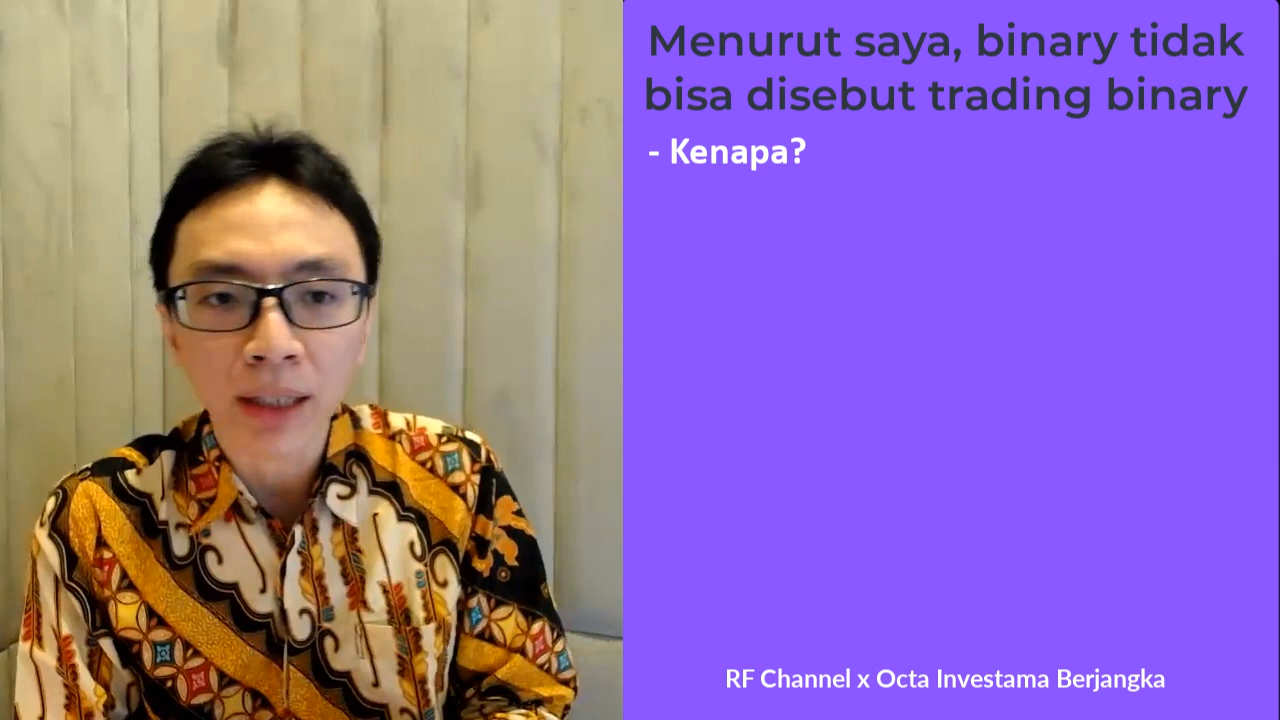 Menurut saya, binary tidak
bisa disebut trading binary
- Kenapa?
RF Channel x Octa Investama Berjangka